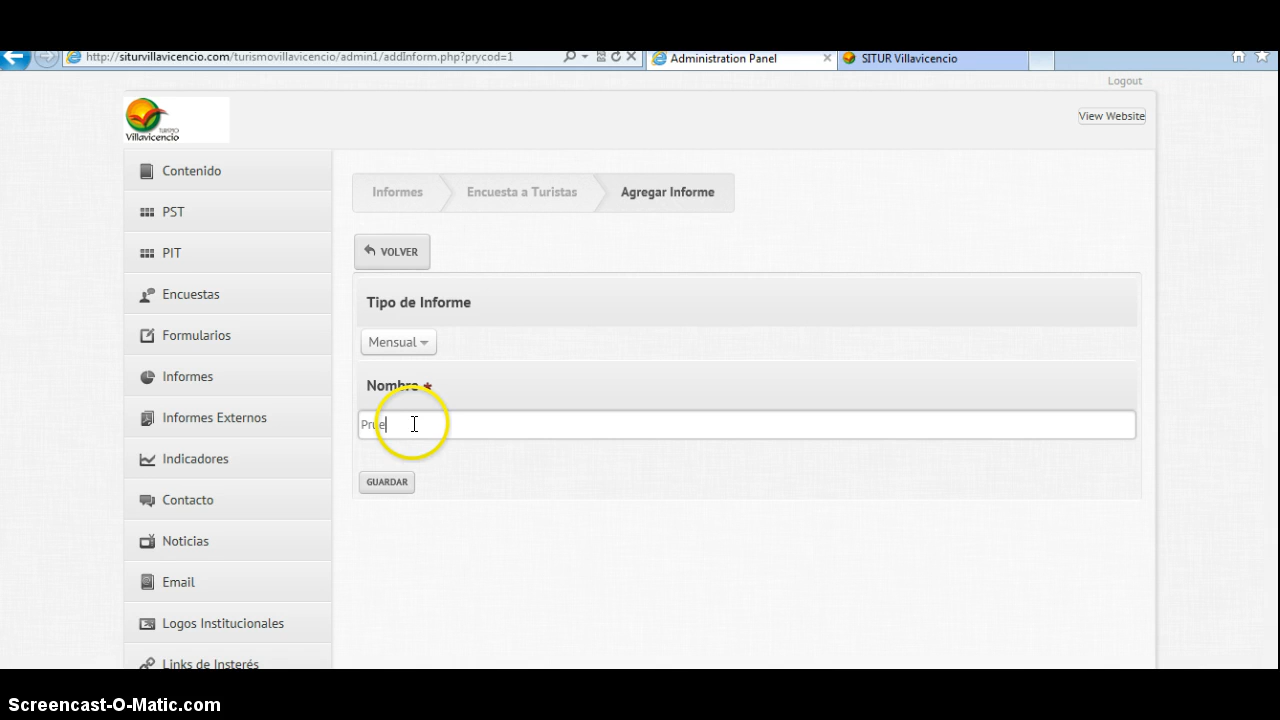 http://siturvillavicencio.com/turismovillavicencio/admin1/addInform.php?prycod=1
Administration Panel
SITUR Villavicencio
Logout
TURISMO
Villavicencio
View Website
Contenido
PST
PIT
Encuestas
Formularios
Informes
Informes Externos
Indicadores
Contacto
Noticias
Email
Logos Institucionales
Links de Interés
Informes
Encuesta a Turistas
Agregar Informe
VOLVER
Tipo de Informe
Mensual
Nombre *
Prue
GUARDAR
Screencast-O-Matic.com